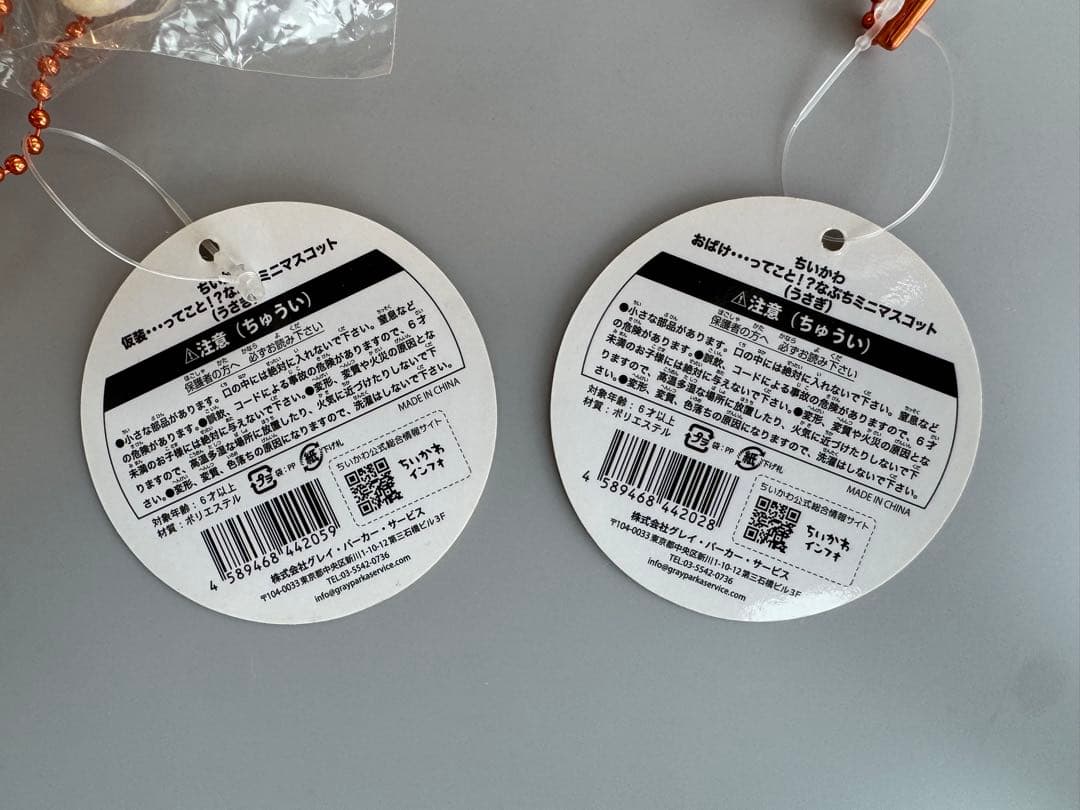 ちいか
仮装・・・ってこと!?な ミニマスコット
(うさぎ)
⚠注意(ちゅうい)
保護者の方へ 必ずお読み下さい
●小さな部品があります。口の中には絶対に入れないで下さい。窒息など
の危険があります。●誤飲、コードによる事故の危険がありますので、6才
未満のお子様には絶対に与えないで下さい。●変形、変質や火災の原因とな
りますので、高温多湿な場所に放置したり、火気に近づけたりしないで下
さい。●変形、変質、色落ちの原因になりますので、洗濯はしないで下さい。
MADE IN CHINA
対象年齢:6才以上
材質:ポリエステル
プラ 袋:PP 紙 下げ札
4 589468 442059
ちいかわ公式総合情報サイト
ちいかわ
インフォ
株式会社グレイ・パーカー・サービス
〒104-0033 東京都中央区新川1-10-12 第三石橋ビル3F
TEL:03-5542-0736
info@grayparkaservice.com
ちいかわ
おばけ・・・ってこと!?なぷちミニマスコット
(うさぎ)
⚠注意(ちゅうい)
保護者の方へ 必ずお読み下さい
●小さな部品があります。口の中には絶対に入れないで下さい。窒息など
の危険があります。●誤飲、コードによる事故の危険がありますので、6才
未満のお子様には絶対に与えないで下さい。●変形、変質や火災の原因とな
りますので、高温多湿な場所に放置したり、火気に近づけたりしないで下
さい。●変形、変質、色落ちの原因になりますので、洗濯はしないで下さい。
MADE IN CHINA
対象年齢:6才以上
材質:ポリエステル
プラ 袋:PP 紙 下げ札
4 589468 442028
ちいかわ公式総合情報サイト
ちいかわ
インフォ
株式会社グレイ・パーカー・サービス
〒104-0033 東京都中央区新川1-10-12 第三石橋ビル3F
TEL:03-5542-0736
info@grayparkaservice.com